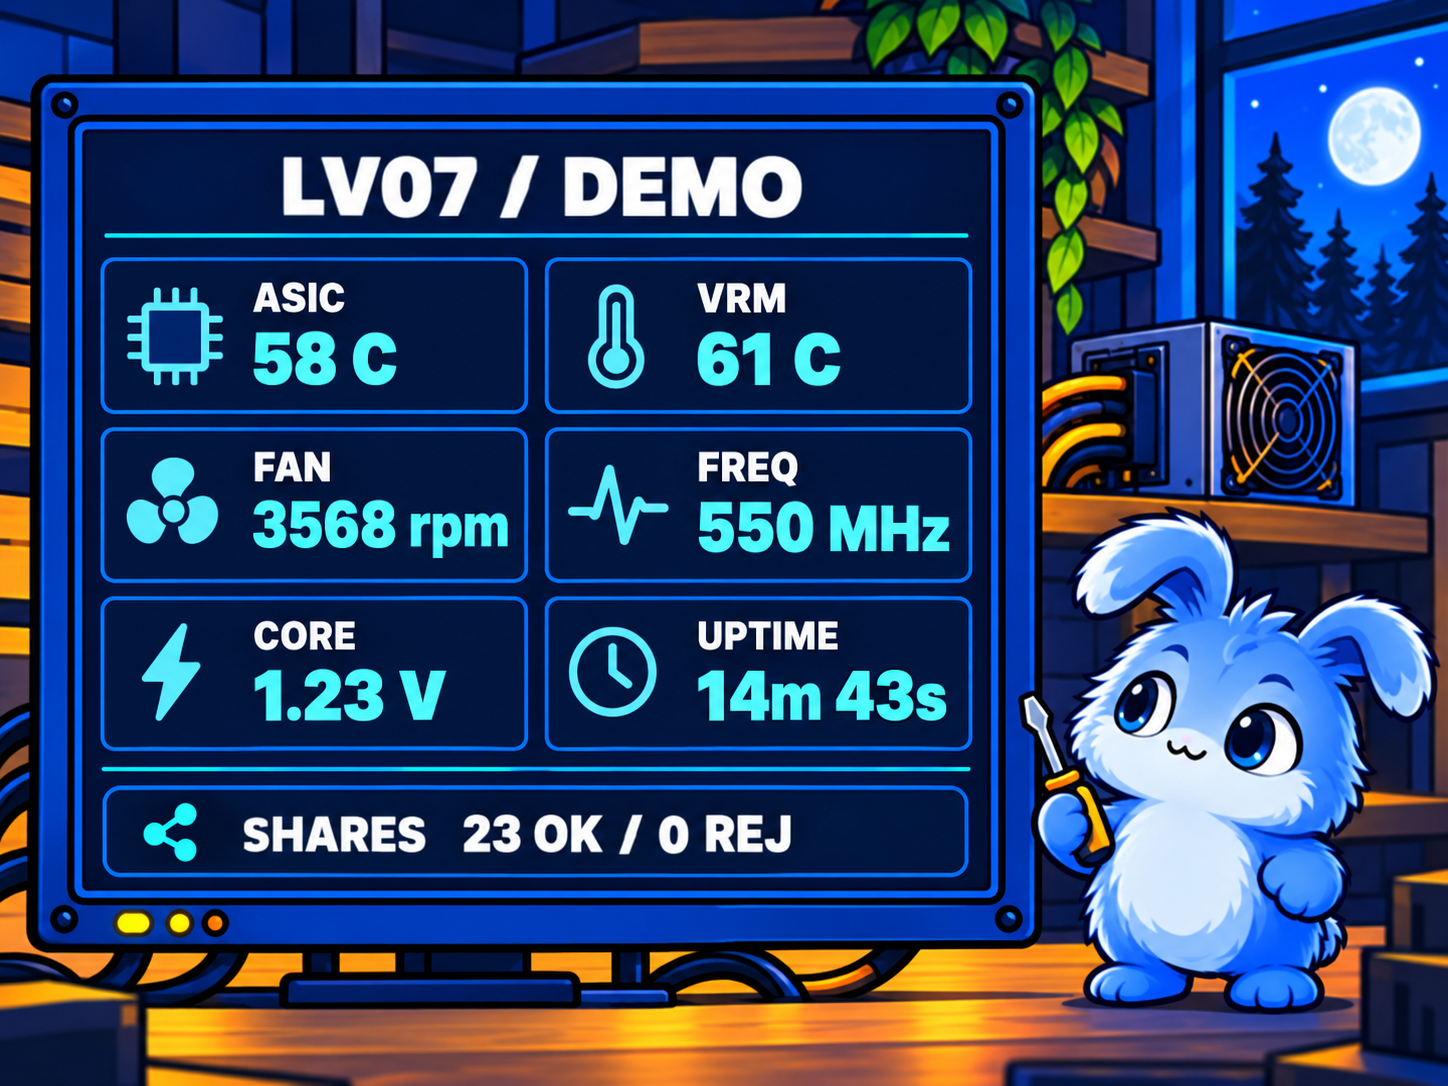 LV07 / DEMO
ASIC
58 C
VRM
61 C
FAN
3568 rpm
FREQ
550 MHz
CORE
1.23 V
UPTIME
14m 43s
SHARES 23 OK / 0 REJ